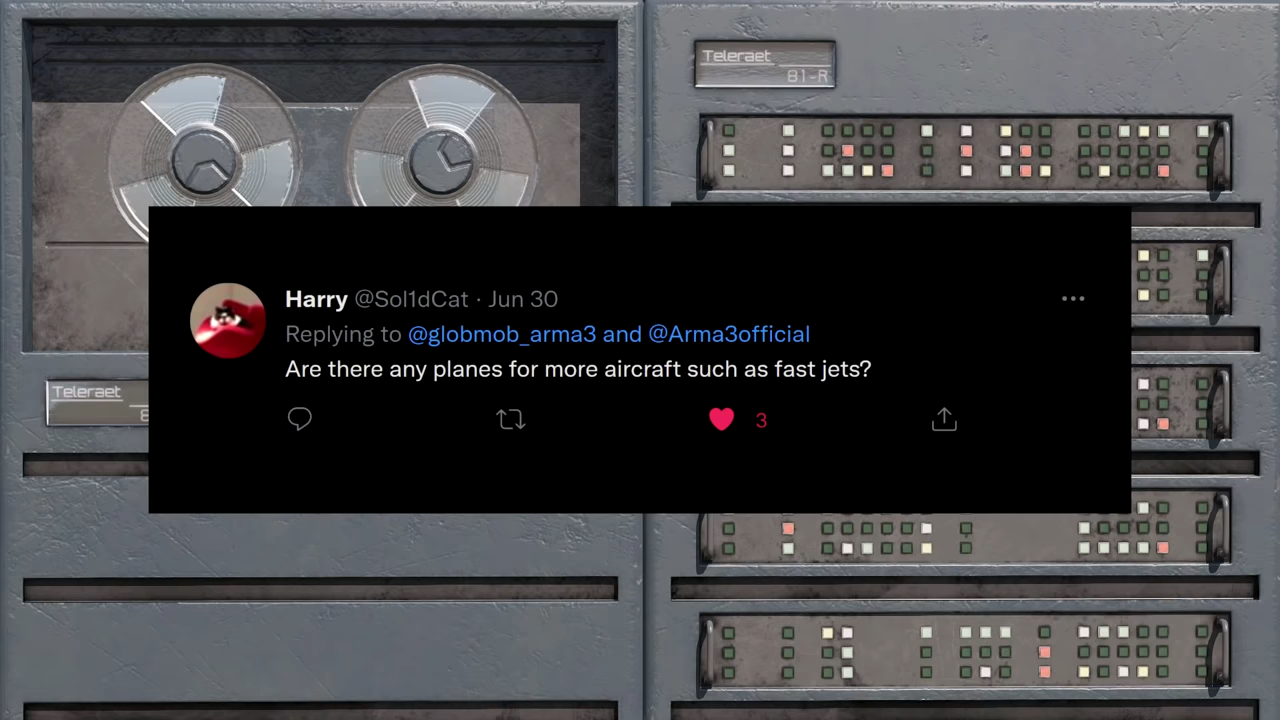 Teleraet
81-R
Harry @Sol1dCat · Jun 30
Replying to @globmob_arma3 and @Arma3official
Are there any planes for more aircraft such as fast jets?
3
Teleraet